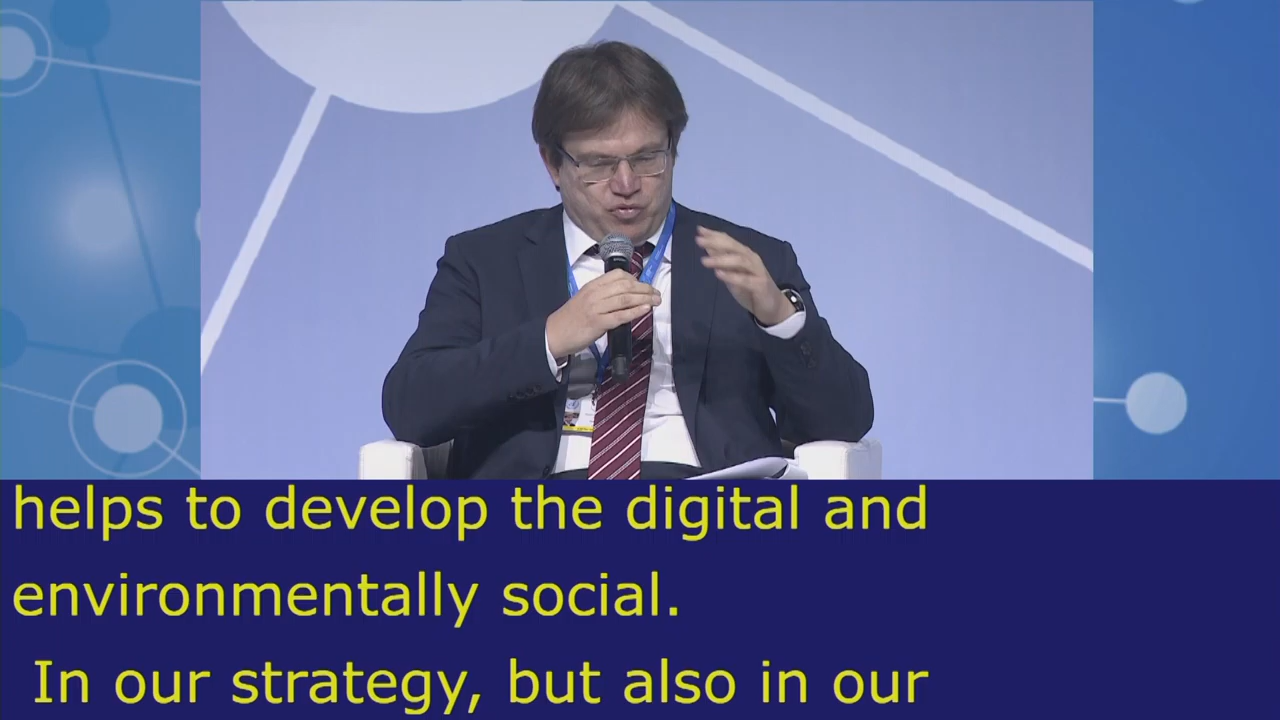 helps to develop the digital and
environmentally social.
In our strategy, but also in our